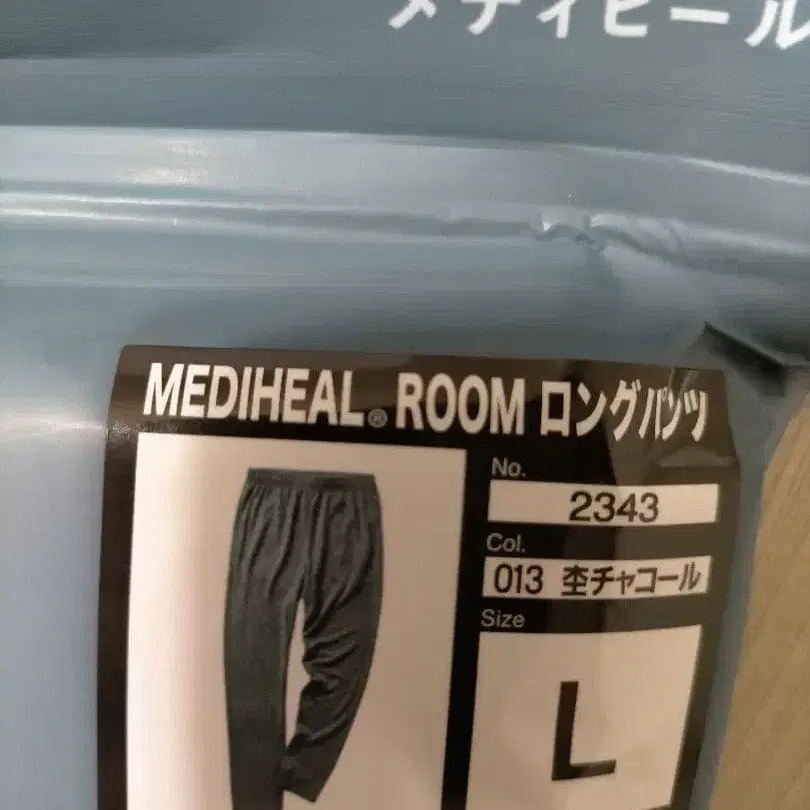 メディヒール
MEDIHEAL® ROOM ロングパンツ
No.
2343
Col.
013 杢チャコール
Size
L